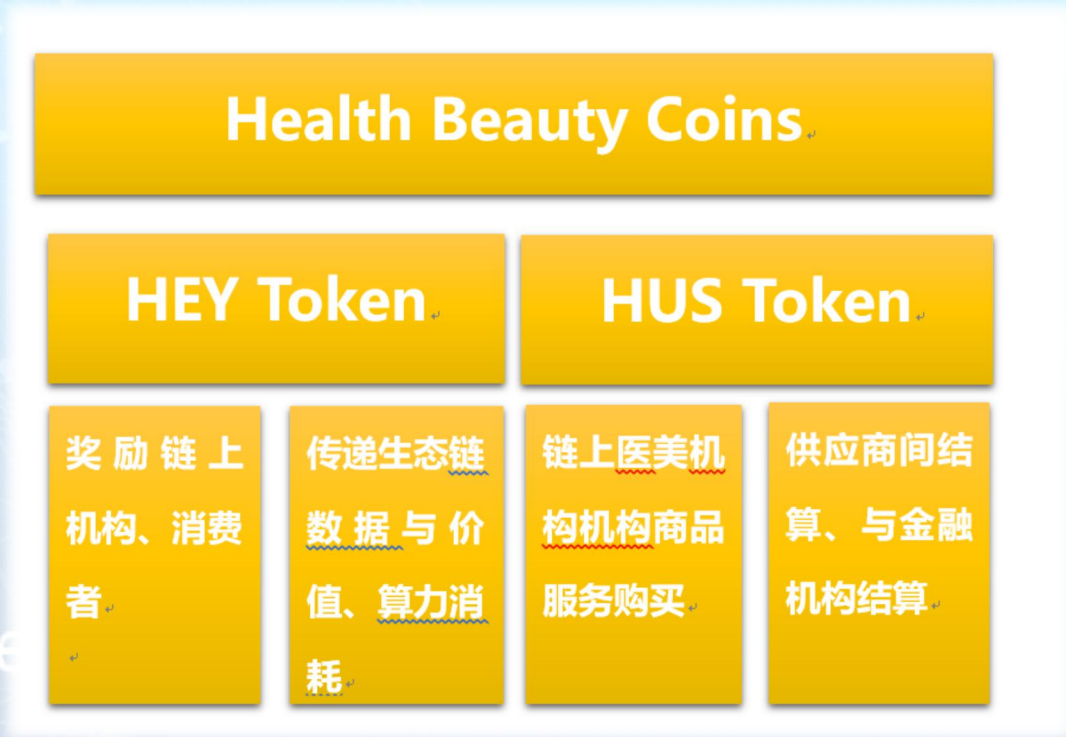 Health Beauty Coins
HEY Token
HUS Token
奖励链上
机构、消费
者
传递生态链
数据与价
值、算力消
耗
链上医美机
构机构商品
服务购买
供应商间结
算、与金融
机构结算